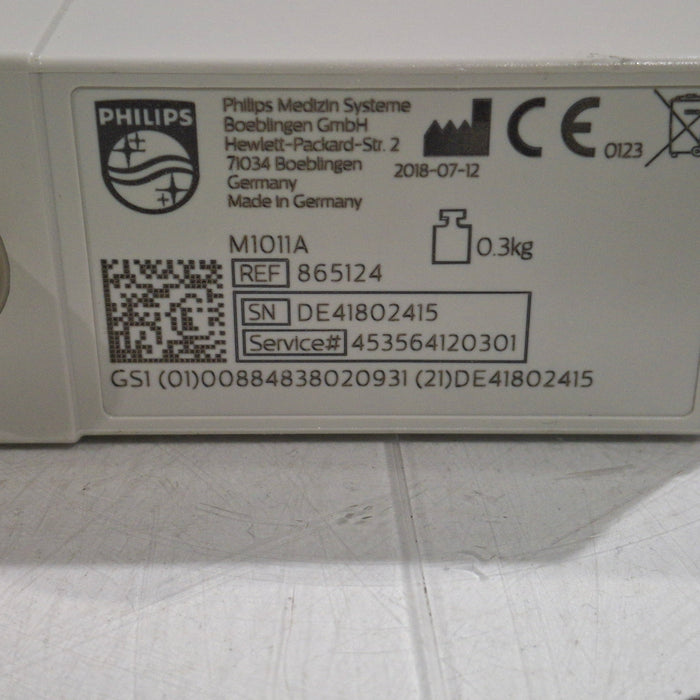 PHILIPS
Philips Medizin Systeme
Boeblingen GmbH
Hewlett-Packard-Str. 2
71034 Boeblingen
Germany
Made in Germany
2018-07-12
CE 0123
M1011A
0.3kg
REF 865124
SN DE41802415
Service# 453564120301
GS1 (01)00884838020931 (21)DE41802415